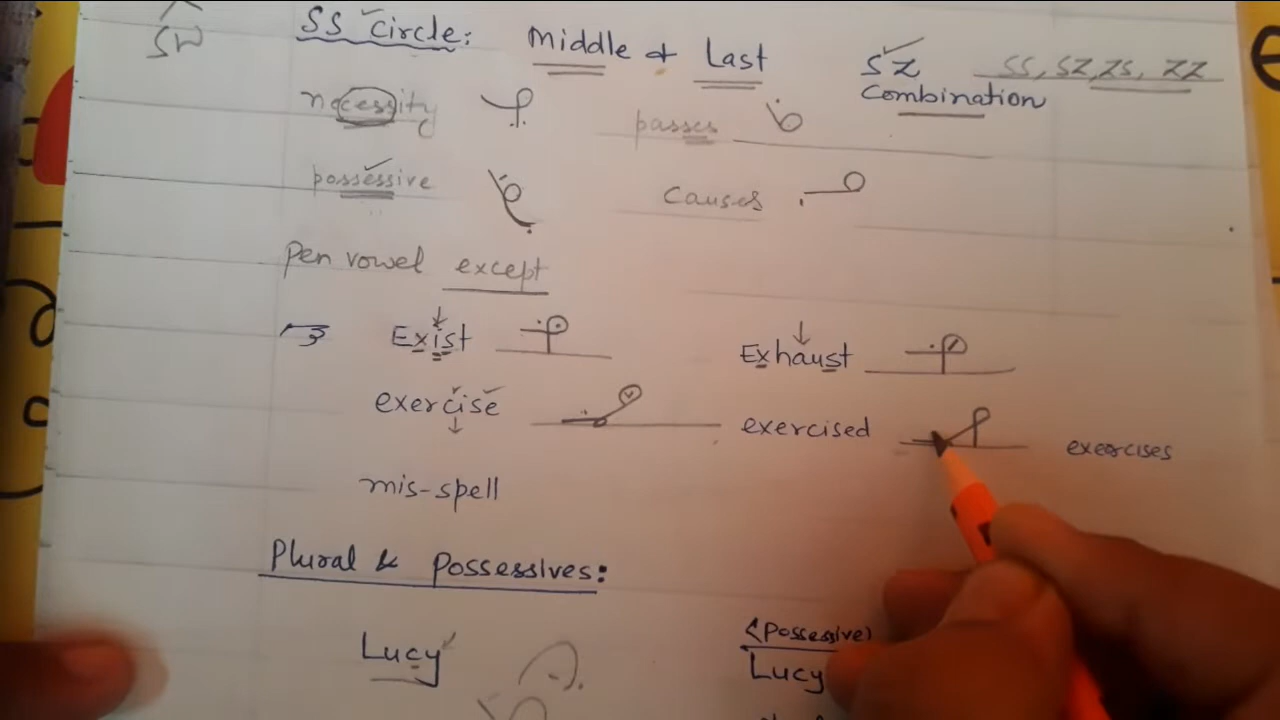 SW
SS Circle: Middle & Last
SZ Combination
SS, SZ, ZS, ZZ
necessity
passes
possessive
causes
Pen vowel except
Exist
Exhaust
exercise
exercised
exercises
mis-spell
Plural & Possessives:
Lucy
(Possessive)
Lucy